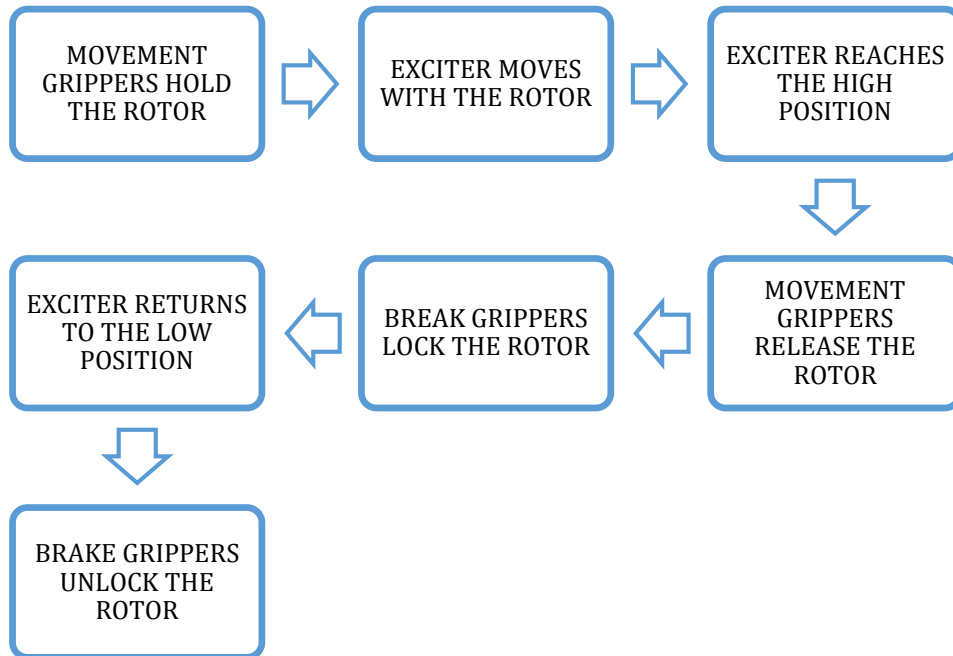 MOVEMENT
GRIPPERS HOLD
THE ROTOR
EXCITER MOVES
WITH THE ROTOR
EXCITER REACHES
THE HIGH
POSITION
MOVEMENT
GRIPPERS
RELEASE THE
ROTOR
BREAK GRIPPERS
LOCK THE ROTOR
EXCITER RETURNS
TO THE LOW
POSITION
BRAKE GRIPPERS
UNLOCK THE
ROTOR